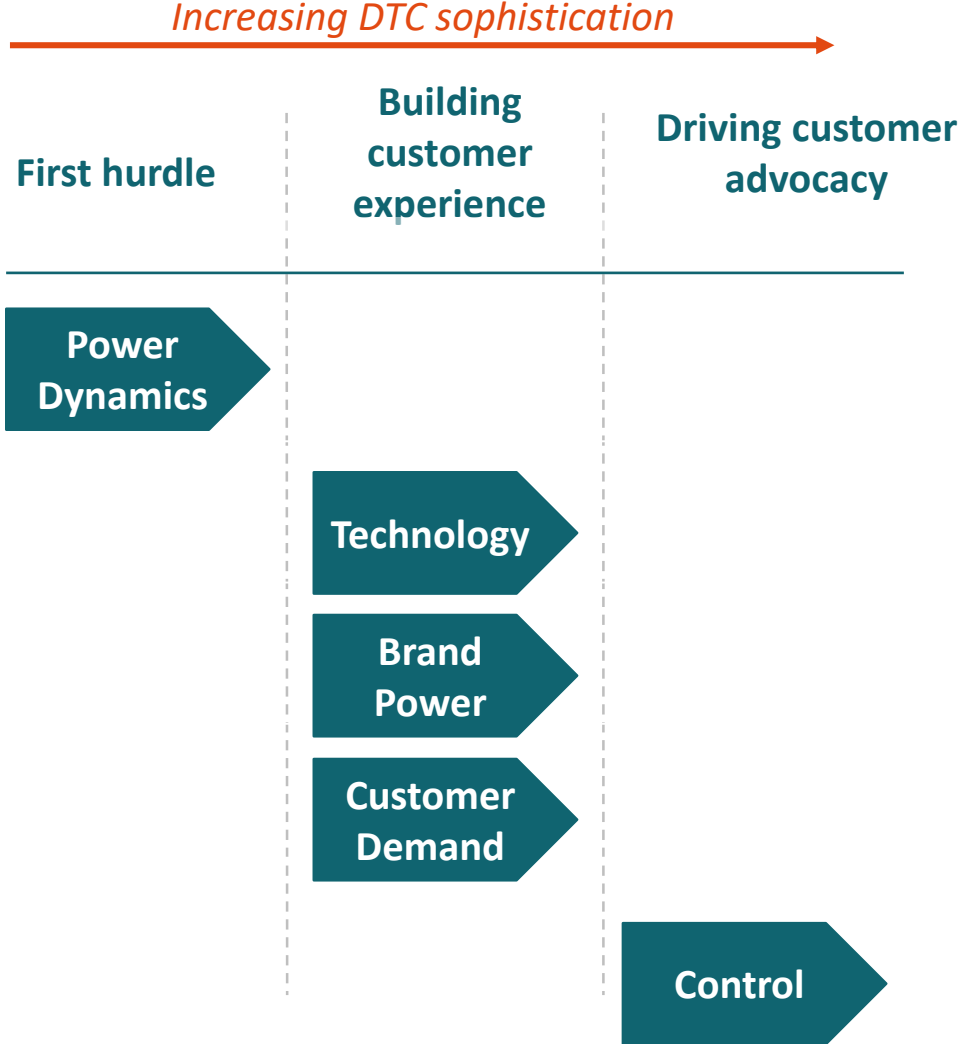 Increasing DTC sophistication
First hurdle
Building
customer
experience
Driving customer
advocacy
Power
Dynamics
Technology
Brand
Power
Customer
Demand
Control